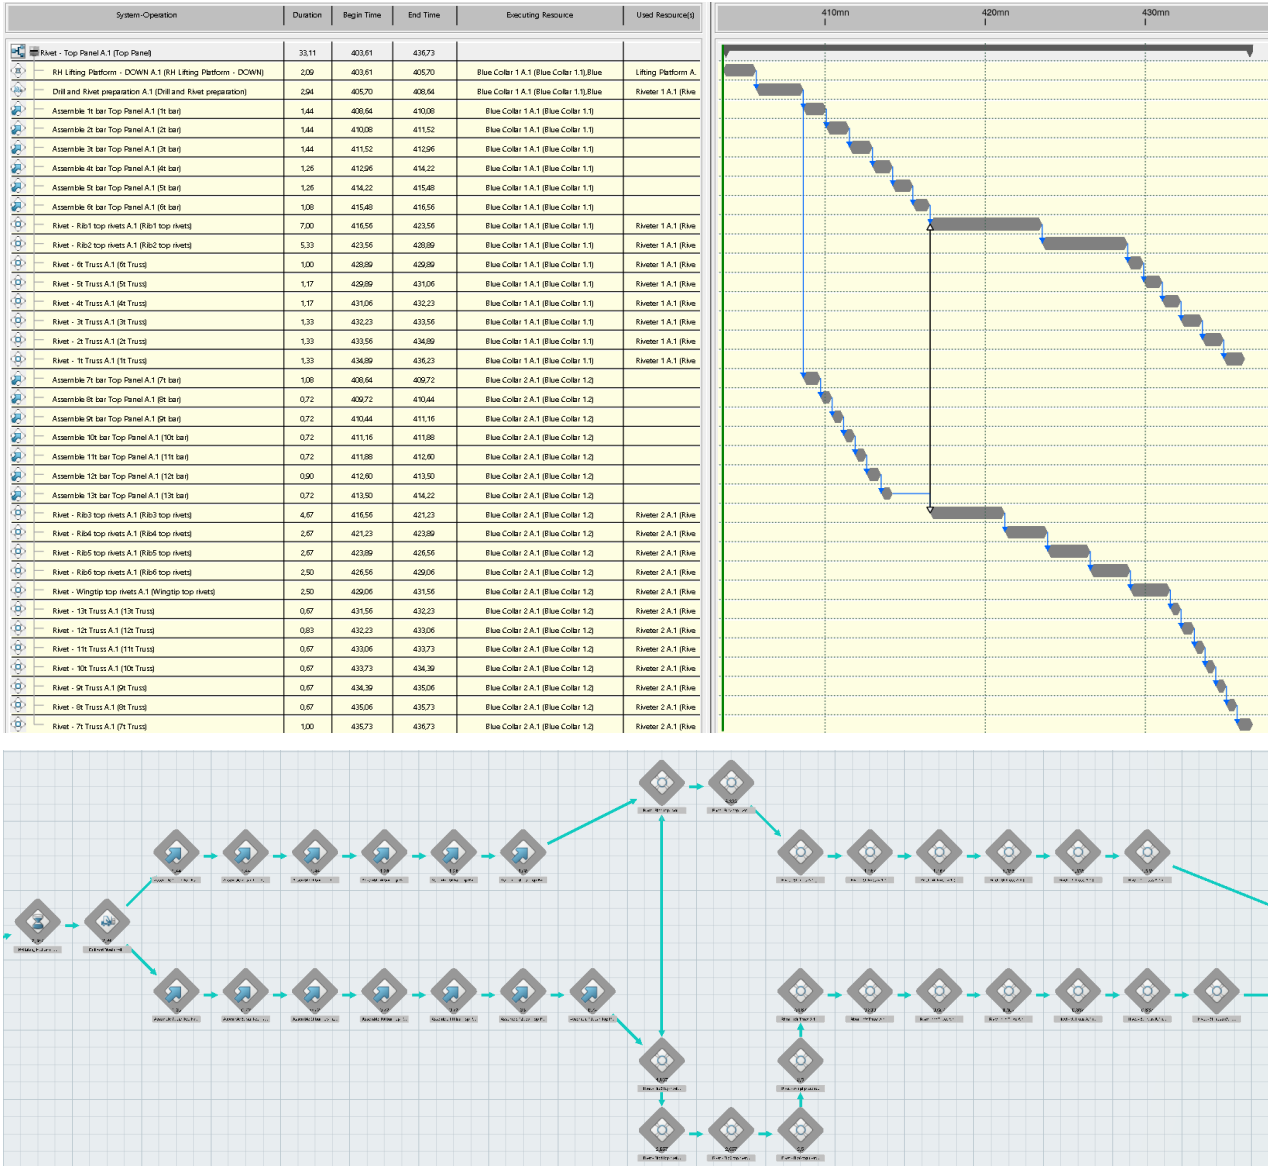 System-Operation Duration Begin Time End Time Executing Resource Used Resource(s) 410mn 420mn 430mn
Rivet - Top Panel A.1 (Top Panel) 33,11 403,61 436,73
RH Lifting Platform - DOWN A.1 (RH Lifting Platform - DOWN) 2,09 403,61 405,70 Blue Collar 1 A.1 (Blue Collar 1.1),Blue Lifting Platform A.
Drill and Rivet preparation A.1 (Drill and Rivet preparation) 2,94 405,70 408,64 Blue Collar 1 A.1 (Blue Collar 1.1),Blue Riveter 1 A.1 (Rive
Assemble 1t bar Top Panel A.1 (1t bar) 1,44 408,64 410,08 Blue Collar 1 A.1 (Blue Collar 1.1)
Assemble 2t bar Top Panel A.1 (2t bar) 1,44 410,08 411,52 Blue Collar 1 A.1 (Blue Collar 1.1)
Assemble 3t bar Top Panel A.1 (3t bar) 1,44 411,52 412,96 Blue Collar 1 A.1 (Blue Collar 1.1)
Assemble 4t bar Top Panel A.1 (4t bar) 1,26 412,96 414,22 Blue Collar 1 A.1 (Blue Collar 1.1)
Assemble 5t bar Top Panel A.1 (5t bar) 1,26 414,22 415,48 Blue Collar 1 A.1 (Blue Collar 1.1)
Assemble 6t bar Top Panel A.1 (6t bar) 1,08 415,48 416,56 Blue Collar 1 A.1 (Blue Collar 1.1)
Rivet - Rib1 top rivets A.1 (Rib1 top rivets) 7,00 416,56 423,56 Blue Collar 1 A.1 (Blue Collar 1.1) Riveter 1 A.1 (Rive
Rivet - Rib2 top rivets A.1 (Rib2 top rivets) 5,33 423,56 428,89 Blue Collar 1 A.1 (Blue Collar 1.1) Riveter 1 A.1 (Rive
Rivet - 6t Truss A.1 (6t Truss) 1,00 428,89 429,89 Blue Collar 1 A.1 (Blue Collar 1.1) Riveter 1 A.1 (Rive
Rivet - 5t Truss A.1 (5t Truss) 1,17 429,89 431,06 Blue Collar 1 A.1 (Blue Collar 1.1) Riveter 1 A.1 (Rive
Rivet - 4t Truss A.1 (4t Truss) 1,17 431,06 432,23 Blue Collar 1 A.1 (Blue Collar 1.1) Riveter 1 A.1 (Rive
Rivet - 3t Truss A.1 (3t Truss) 1,33 432,23 433,56 Blue Collar 1 A.1 (Blue Collar 1.1) Riveter 1 A.1 (Rive
Rivet - 2t Truss A.1 (2t Truss) 1,33 433,56 434,89 Blue Collar 1 A.1 (Blue Collar 1.1) Riveter 1 A.1 (Rive
Rivet - 1t Truss A.1 (1t Truss) 1,33 434,89 436,23 Blue Collar 1 A.1 (Blue Collar 1.1) Riveter 1 A.1 (Rive
Assemble 7t bar Top Panel A.1 (7t bar) 1,08 408,64 409,72 Blue Collar 2 A.1 (Blue Collar 1.2)
Assemble 8t bar Top Panel A.1 (8t bar) 0,72 409,72 410,44 Blue Collar 2 A.1 (Blue Collar 1.2)
Assemble 9t bar Top Panel A.1 (9t bar) 0,72 410,44 411,16 Blue Collar 2 A.1 (Blue Collar 1.2)
Assemble 10t bar Top Panel A.1 (10t bar) 0,72 411,16 411,88 Blue Collar 2 A.1 (Blue Collar 1.2)
Assemble 11t bar Top Panel A.1 (11t bar) 0,72 411,88 412,60 Blue Collar 2 A.1 (Blue Collar 1.2)
Assemble 12t bar Top Panel A.1 (12t bar) 0,90 412,60 413,50 Blue Collar 2 A.1 (Blue Collar 1.2)
Assemble 13t bar Top Panel A.1 (13t bar) 0,72 413,50 414,22 Blue Collar 2 A.1 (Blue Collar 1.2)
Rivet - Rib3 top rivets A.1 (Rib3 top rivets) 4,67 416,56 421,23 Blue Collar 2 A.1 (Blue Collar 1.2) Riveter 2 A.1 (Rive
Rivet - Rib4 top rivets A.1 (Rib4 top rivets) 2,67 421,23 423,89 Blue Collar 2 A.1 (Blue Collar 1.2) Riveter 2 A.1 (Rive
Rivet - Rib5 top rivets A.1 (Rib5 top rivets) 2,67 423,89 426,56 Blue Collar 2 A.1 (Blue Collar 1.2) Riveter 2 A.1 (Rive
Rivet - Rib6 top rivets A.1 (Rib6 top rivets) 2,50 426,56 429,06 Blue Collar 2 A.1 (Blue Collar 1.2) Riveter 2 A.1 (Rive
Rivet - Wingtip top rivets A.1 (Wingtip top rivets) 2,50 429,06 431,56 Blue Collar 2 A.1 (Blue Collar 1.2) Riveter 2 A.1 (Rive
Rivet - 13t Truss A.1 (13t Truss) 0,67 431,56 432,23 Blue Collar 2 A.1 (Blue Collar 1.2) Riveter 2 A.1 (Rive
Rivet - 12t Truss A.1 (12t Truss) 0,83 432,23 433,06 Blue Collar 2 A.1 (Blue Collar 1.2) Riveter 2 A.1 (Rive
Rivet - 11t Truss A.1 (11t Truss) 0,67 433,06 433,73 Blue Collar 2 A.1 (Blue Collar 1.2) Riveter 2 A.1 (Rive
Rivet - 10t Truss A.1 (10t Truss) 0,67 433,73 434,39 Blue Collar 2 A.1 (Blue Collar 1.2) Riveter 2 A.1 (Rive
Rivet - 9t Truss A.1 (9t Truss) 0,67 434,39 435,06 Blue Collar 2 A.1 (Blue Collar 1.2) Riveter 2 A.1 (Rive
Rivet - 8t Truss A.1 (8t Truss) 0,67 435,06 435,73 Blue Collar 2 A.1 (Blue Collar 1.2) Riveter 2 A.1 (Rive
Rivet - 7t Truss A.1 (7t Truss) 1,00 435,73 436,73 Blue Collar 2 A.1 (Blue Collar 1.2) Riveter 2 A.1 (Rive